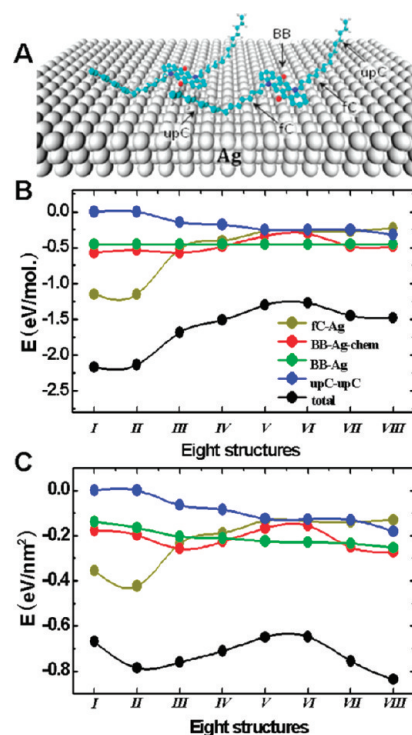 A
BB
upC
fC
fC
upC
Ag
B
E (eV/mol.)
0.0
-0.5
-1.0
-1.5
-2.0
-2.5
fC-Ag
BB-Ag-chem
BB-Ag
upC-upC
total
I II III IV V VI VII VIII
Eight structures
C
E (eV/nm²)
0.0
-0.2
-0.4
-0.6
-0.8
I II III IV V VI VII VIII
Eight structures